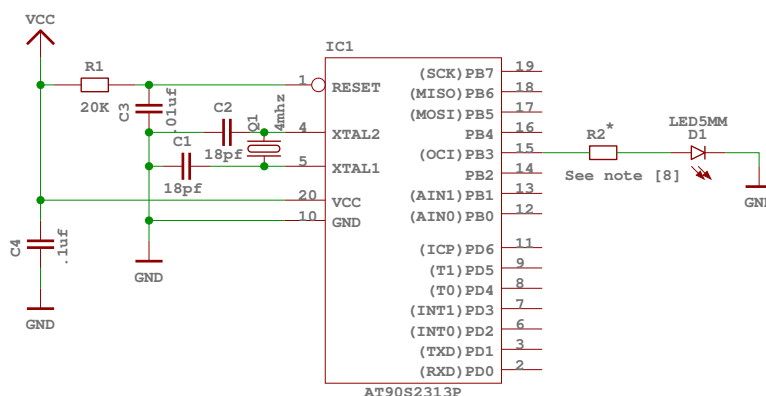 VCC
IC1
R1
20K
C3
.01uf
C2
18pf
Q1
4mhz
C1
18pf
C4
.1uf
GND
GND
1
RESET
4
XTAL2
5
XTAL1
20
VCC
10
GND
(SCK)PB7 19
(MISO)PB6 18
(MOSI)PB5 17
PB4 16
(OCI)PB3 15
PB2 14
(AIN1)PB1 13
(AIN0)PB0 12
(ICP)PD6 11
(T1)PD5 9
(T0)PD4 8
(INT1)PD3 7
(INT0)PD2 6
(TXD)PD1 3
(RXD)PD0 2
AT90S2313P
R2*
See note [8]
LED5MM
D1
GND